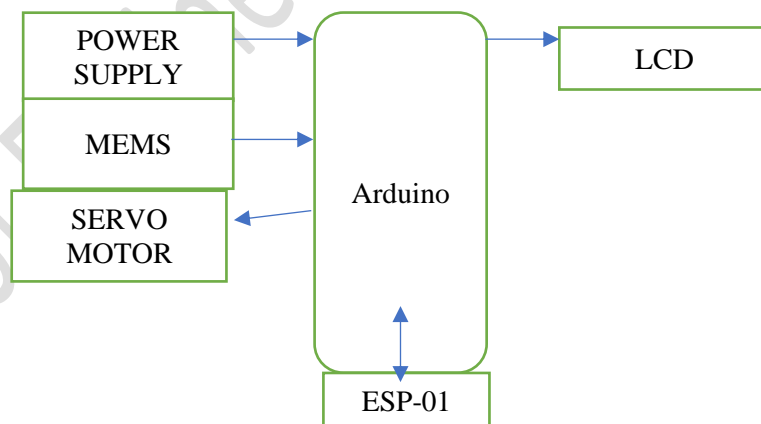 POWER
SUPPLY
LCD
MEMS
Arduino
SERVO
MOTOR
ESP-01